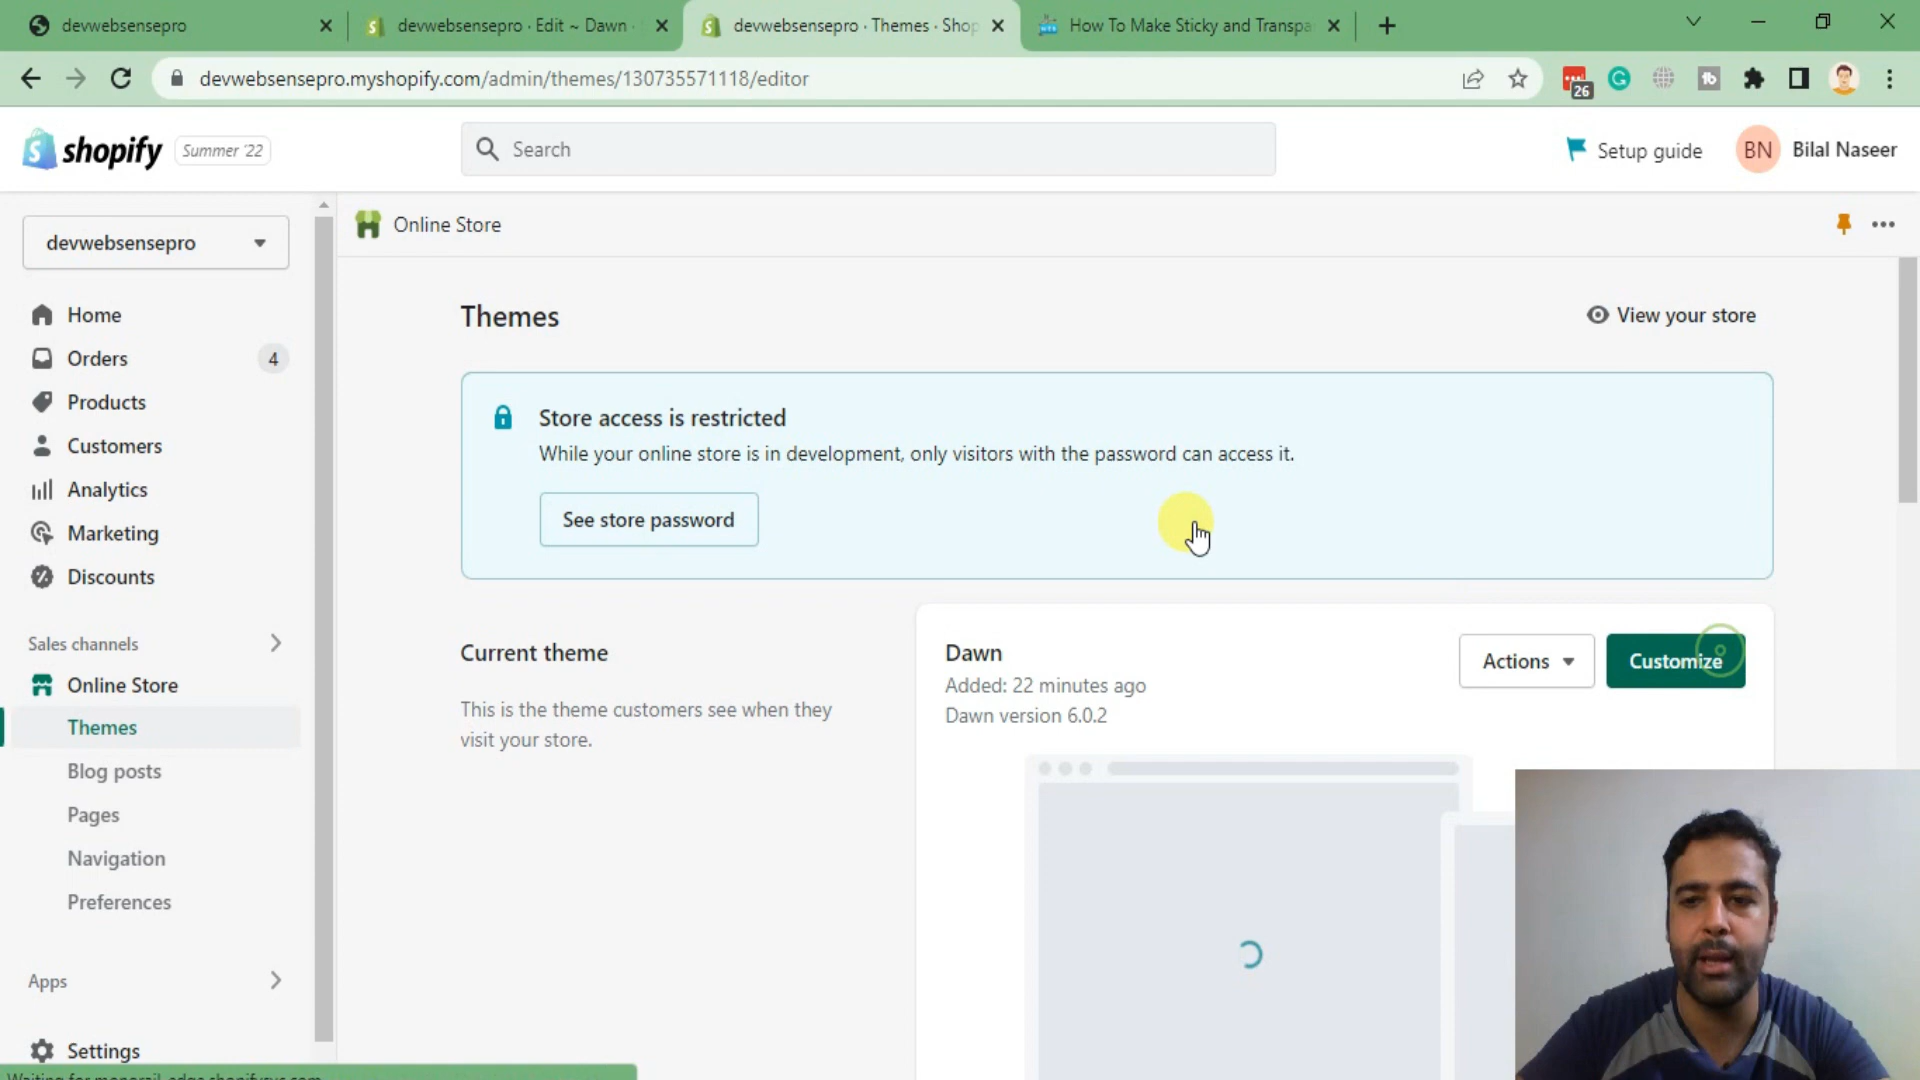 devwebsensepro
devwebsensepro · Edit ~ Dawn ·
devwebsensepro · Themes · Shop
How To Make Sticky and Transpa
devwebsensepro.myshopify.com/admin/themes/130735571118/editor
26
shopify
Summer '22
Search
Setup guide
BN
Bilal Naseer
devwebsensepro
Online Store
Home
Themes
View your store
Orders
4
Products
Store access is restricted
Customers
While your online store is in development, only visitors with the password can access it.
Analytics
See store password
Marketing
Discounts
Sales channels
Current theme
Dawn
Actions
Customize
Online Store
Added: 22 minutes ago
This is the theme customers see when they
Dawn version 6.0.2
visit your store.
Themes
Blog posts
Pages
Navigation
Preferences
Apps
Settings